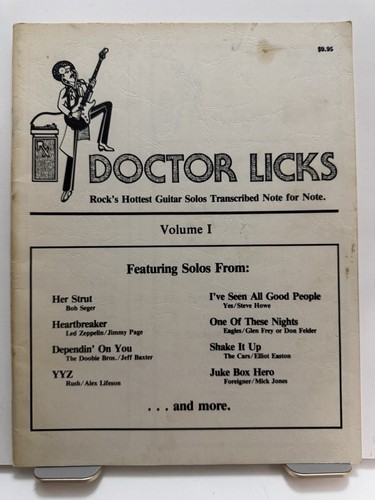 $9.95
DOCTOR LICKS
Rock's Hottest Guitar Solos Transcribed Note for Note.
Volume I
Featuring Solos From:
Her Strut
Bob Seger
Heartbreaker
Led Zeppelin/Jimmy Page
Dependin' On You
The Doobie Bros./Jeff Baxter
YYZ
Rush/Alex Lifeson
I've Seen All Good People
Yes/Steve Howe
One Of These Nights
Eagles/Glen Frey or Don Felder
Shake It Up
The Cars/Elliot Easton
Juke Box Hero
Foreigner/Mick Jones
. . . and more.